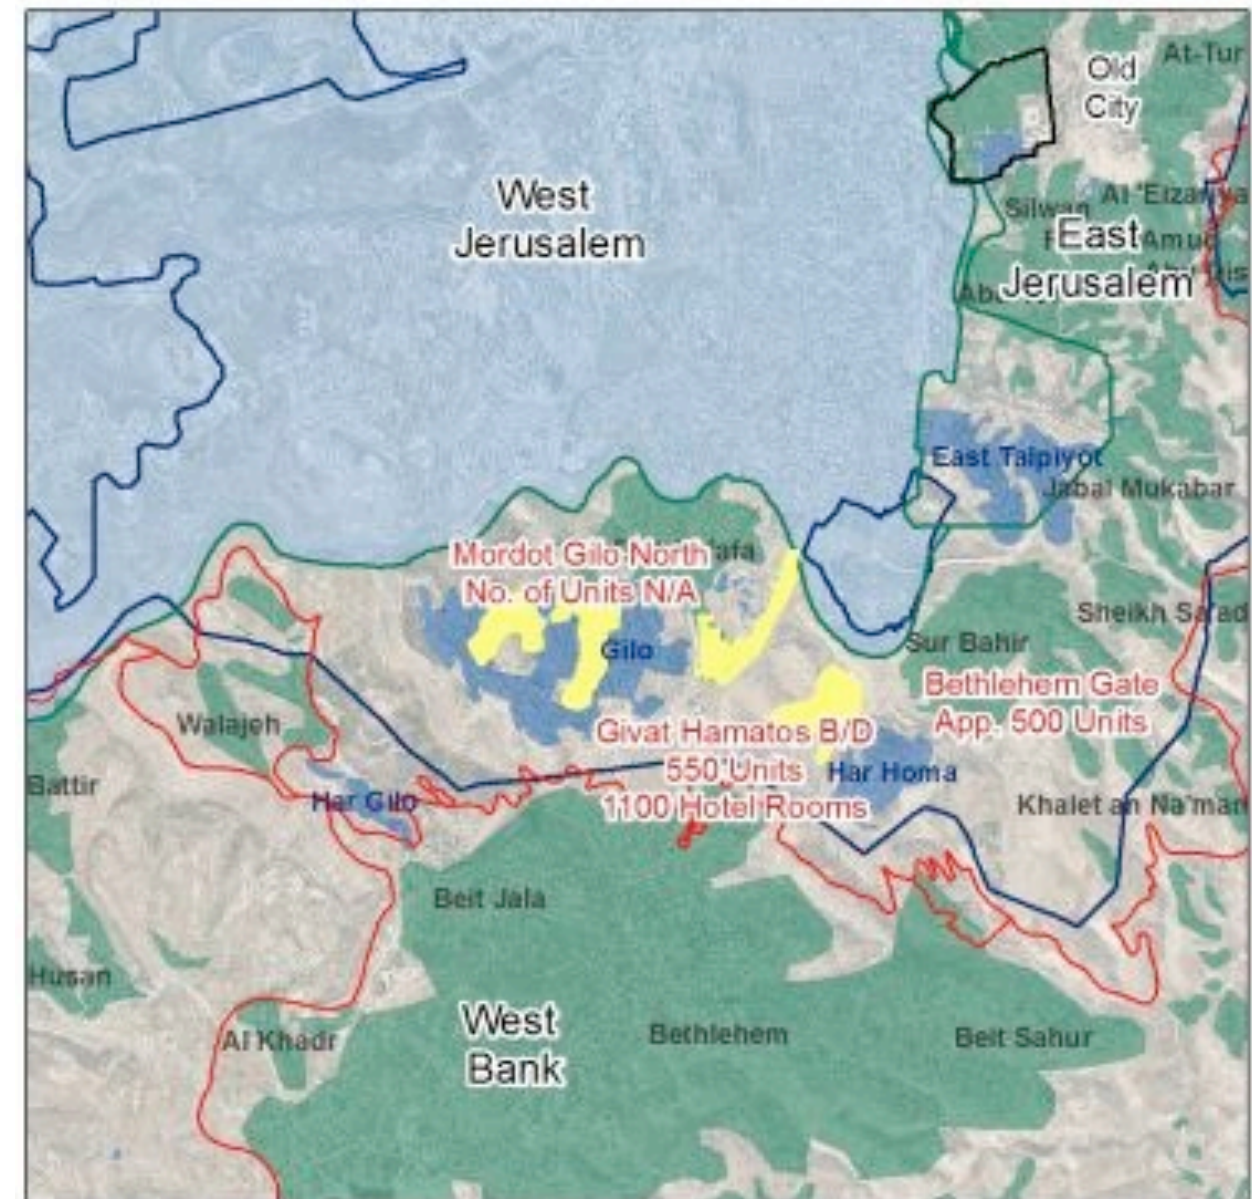 At-Tur
Old
City
West
Jerusalem
Silwan
Al 'Eizariya
East
Jerusalem
East Talpiyot
Jabal Mukabar
Mordot Gilo North
No. of Units N/A
Sheikh Sa'ad
Gilo
Sur Bahir
Bethlehem Gate
App. 500 Units
Walajeh
Givat Hamatos B/D
550 Units
1100 Hotel Rooms
Har Homa
Battir
Har Gilo
Khalet an Na'man
Beit Jala
Husan
West
Bank
Al Khadr
Bethlehem
Beit Sahur